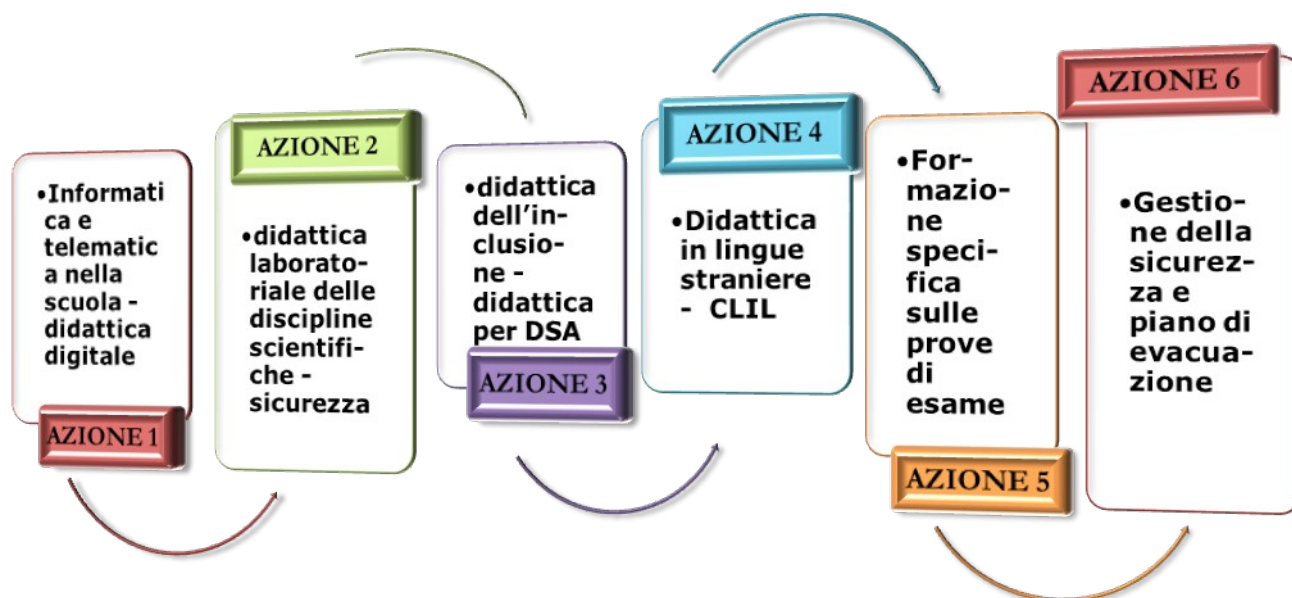 •Informati
ca e
telematic
a nella
scuola -
didattica
digitale
AZIONE 1
AZIONE 2
•didattica
laborato-
riale delle
discipline
scientifi-
che -
sicurezza
•didattica
dell'in-
clusio-
ne -
didattica
per DSA
AZIONE 3
AZIONE 4
•Didattica
in lingue
straniere
- CLIL
•For-
mazio-
ne
speci-
fica
sulle
prove
di
esame
AZIONE 5
AZIONE 6
•Gestio-
ne della
sicurez-
za e
piano di
evacua-
zione